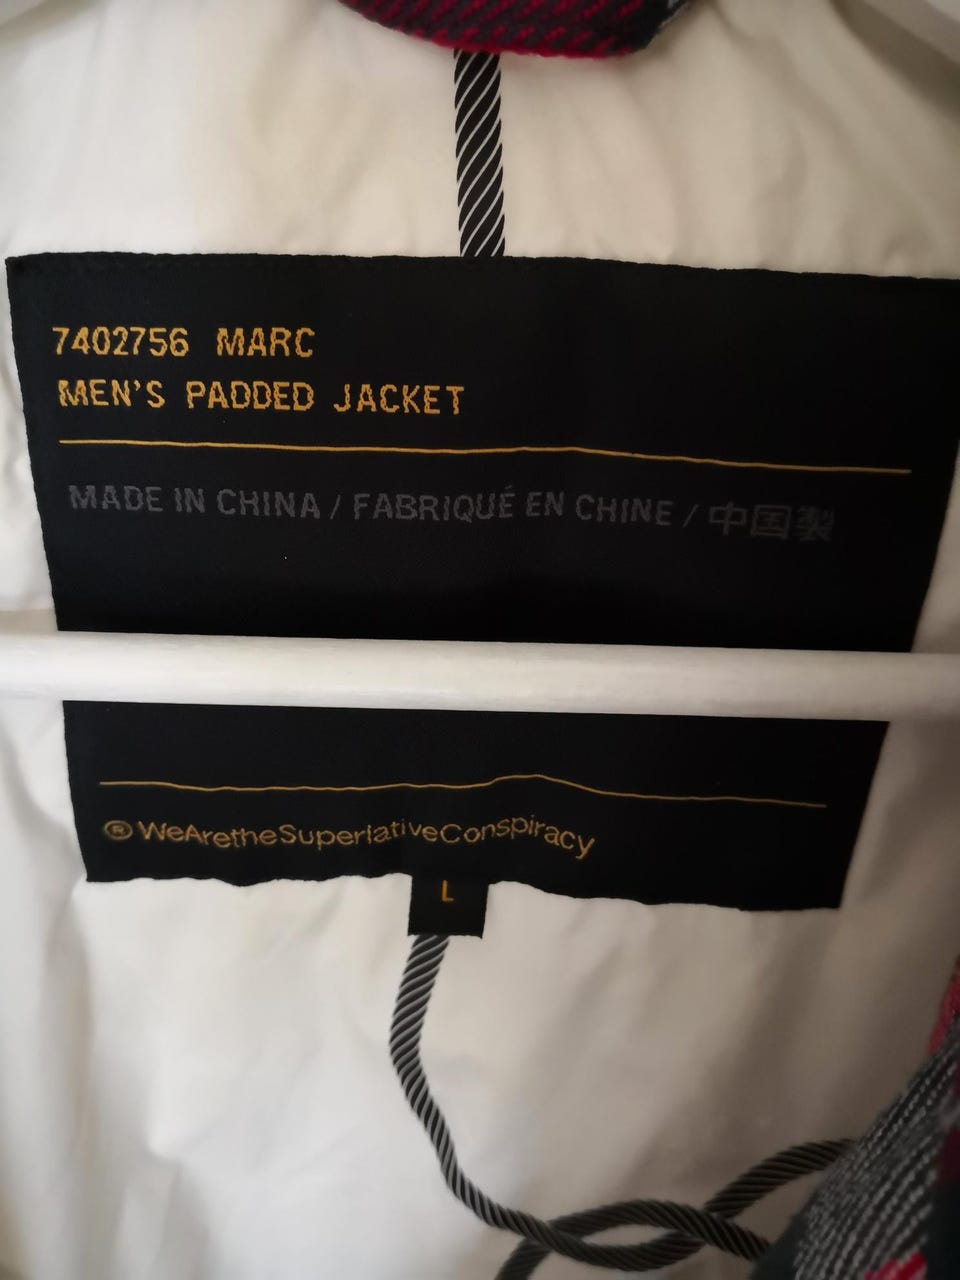 7402756 MARC
MEN'S PADDED JACKET
MADE IN CHINA / FABRIQUÉ EN CHINE / 中国製
® WeAretheSuperlativeConspiracy
L